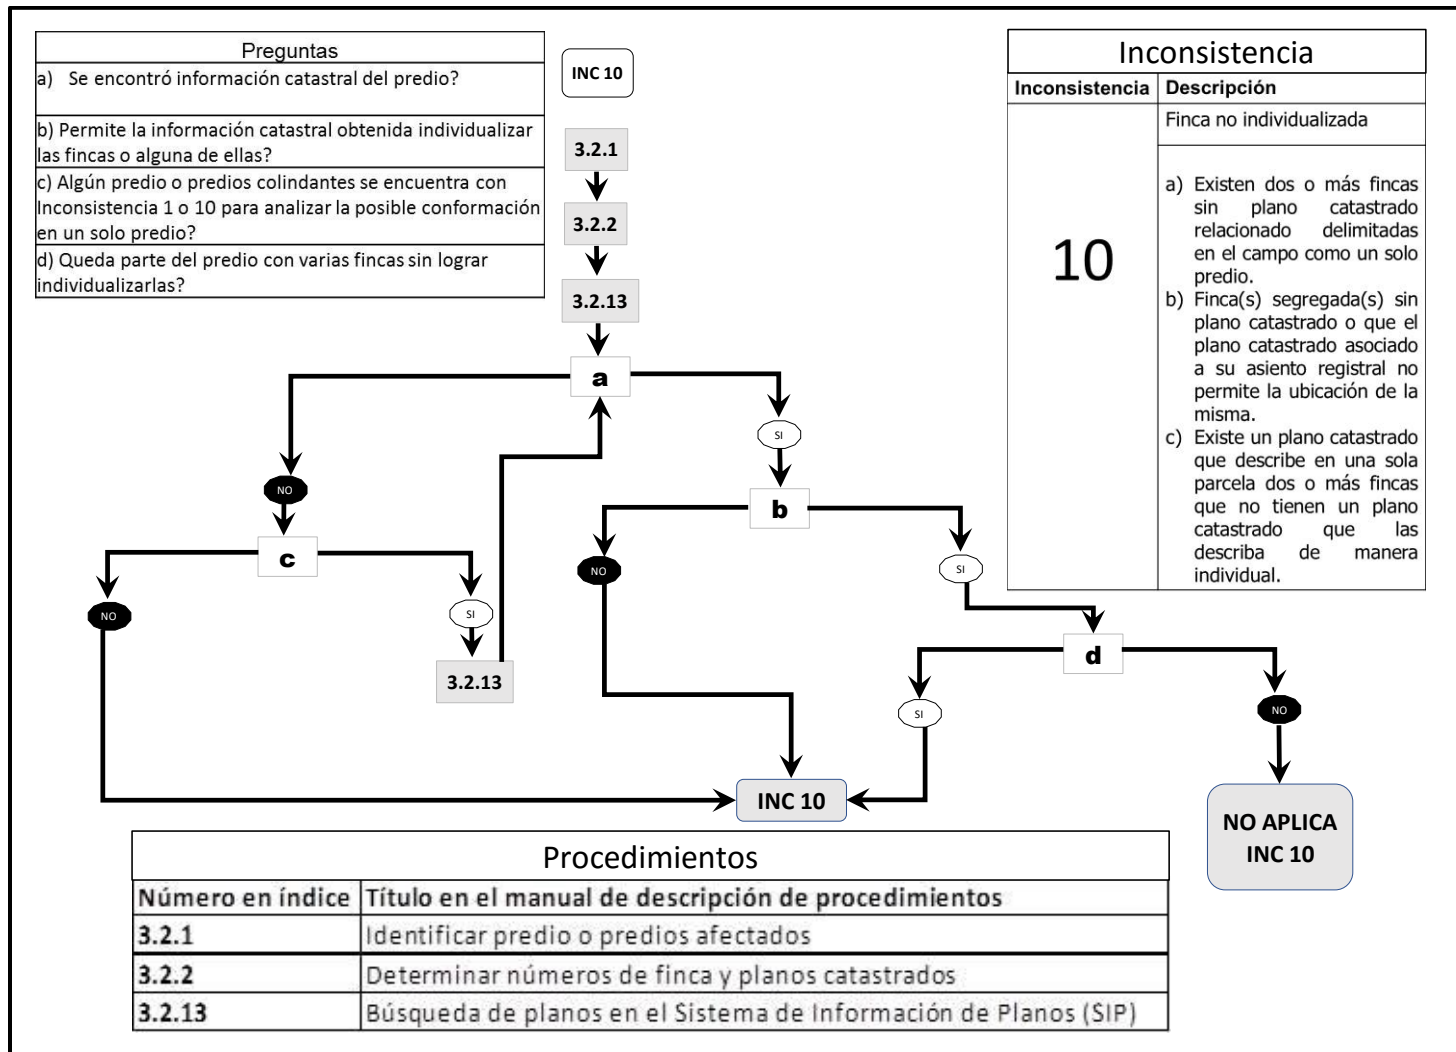 Preguntas
a) Se encontró información catastral del predio?
b) Permite la información catastral obtenida individualizar
las fincas o alguna de ellas?
c) Algún predio o predios colindantes se encuentra con
Inconsistencia 1 o 10 para analizar la posible conformación
en un solo predio?
d) Queda parte del predio con varias fincas sin lograr
individualizarlas?
INC 10
3.2.1
3.2.2
3.2.13
Inconsistencia
Inconsistencia Descripción
10
Finca no individualizada
a) Existen dos o más fincas
sin plano catastrado
relacionado delimitadas
en el campo como un solo
predio.
b) Finca(s) segregada(s) sin
plano catastrado o que el
plano catastrado asociado
a su asiento registral no
permite la ubicación de la
misma.
c) Existe un plano catastrado
que describe en una sola
parcela dos o más fincas
que no tienen un plano
catastrado que las
describa de manera
individual.
a
SI
NO
b
c
NO
SI
NO
SI
3.2.13
d
SI
NO
INC 10
NO APLICA
INC 10
Procedimientos
Número en índice Título en el manual de descripción de procedimientos
3.2.1 Identificar predio o predios afectados
3.2.2 Determinar números de finca y planos catastrados
3.2.13 Búsqueda de planos en el Sistema de Información de Planos (SIP)